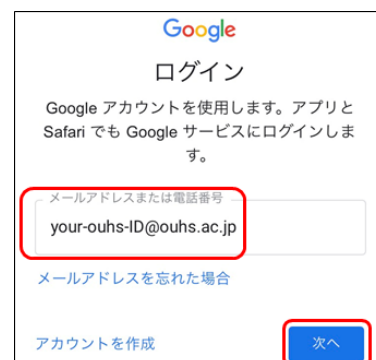 Google
ログイン
Google アカウントを使用します。アプリと
Safari でも Google サービスにログインしま
す。
メールアドレスまたは電話番号
your-ouhs-ID@ouhs.ac.jp
メールアドレスを忘れた場合
アカウントを作成
次へ